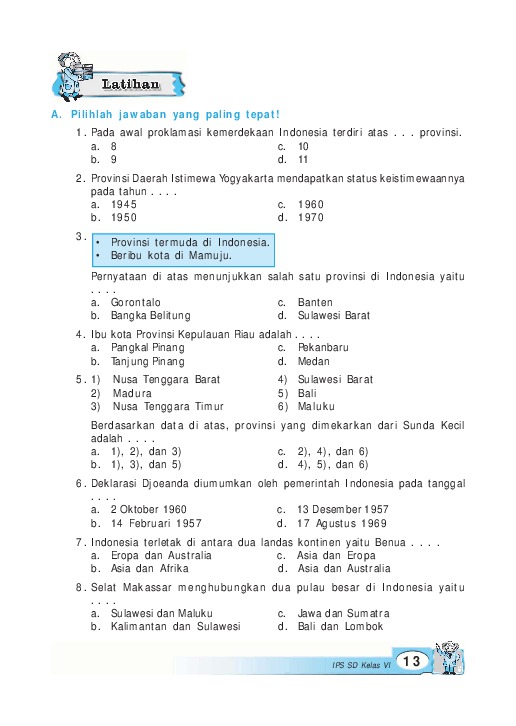 Latihan
A. Pilihlah jawaban yang paling tepat!
1. Pada awal proklamasi kemerdekaan Indonesia terdiri atas . . . provinsi.
a. 8 c. 10
b. 9 d. 11
2. Provinsi Daerah Istimewa Yogyakarta mendapatkan status keistimewaannya
pada tahun . . . .
a. 1945 c. 1960
b. 1950 d. 1970
3. • Provinsi termuda di Indonesia.
• Beribu kota di Mamuju.
Pernyataan di atas menunjukkan salah satu provinsi di Indonesia yaitu
. . . .
a. Gorontalo c. Banten
b. Bangka Belitung d. Sulawesi Barat
4. Ibu kota Provinsi Kepulauan Riau adalah . . . .
a. Pangkal Pinang c. Pekanbaru
b. Tanjung Pinang d. Medan
5. 1) Nusa Tenggara Barat 4) Sulawesi Barat
2) Madura 5) Bali
3) Nusa Tenggara Timur 6) Maluku
Berdasarkan data di atas, provinsi yang dimekarkan dari Sunda Kecil
adalah . . . .
a. 1), 2), dan 3) c. 2), 4), dan 6)
b. 1), 3), dan 5) d. 4), 5), dan 6)
6. Deklarasi Djoeanda diumumkan oleh pemerintah Indonesia pada tanggal
. . . .
a. 2 Oktober 1960 c. 13 Desember 1957
b. 14 Februari 1957 d. 17 Agustus 1969
7. Indonesia terletak di antara dua landas kontinen yaitu Benua . . . .
a. Eropa dan Australia c. Asia dan Eropa
b. Asia dan Afrika d. Asia dan Australia
8. Selat Makassar menghubungkan dua pulau besar di Indonesia yaitu
. . . .
a. Sulawesi dan Maluku c. Jawa dan Sumatra
b. Kalimantan dan Sulawesi d. Bali dan Lombok
IPS SD Kelas VI 13